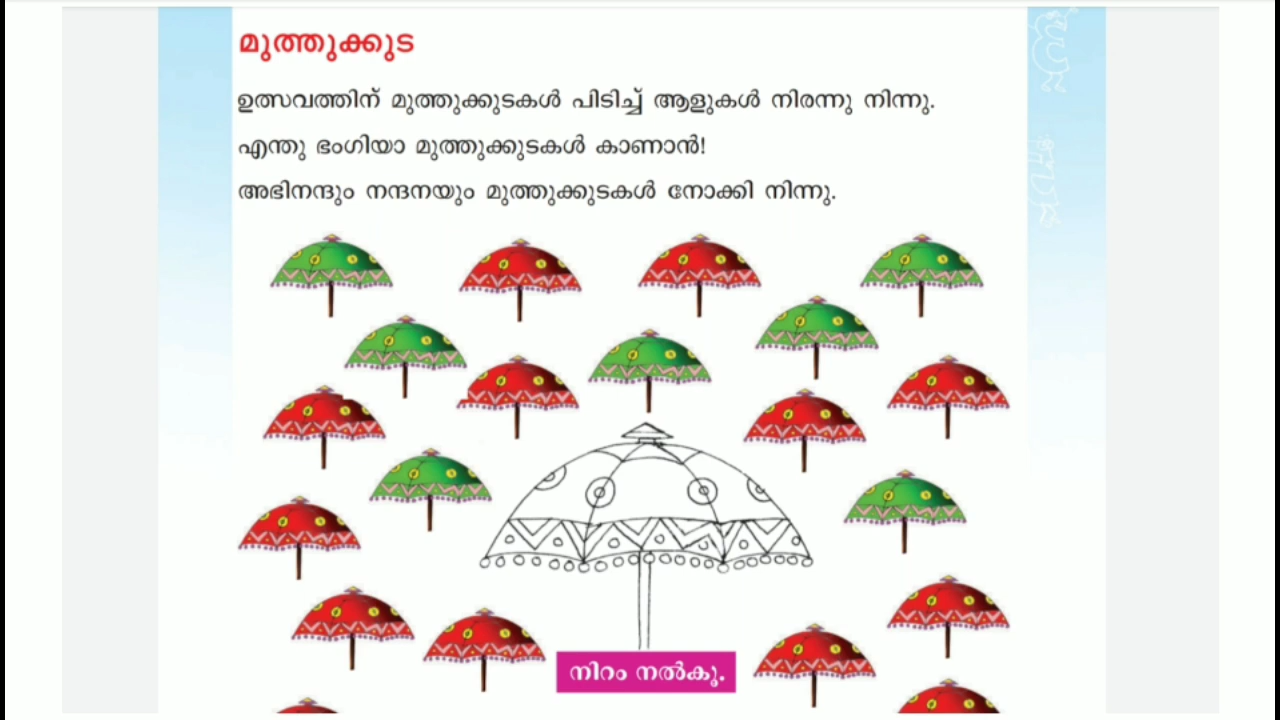 മുത്തുക്കുട
ഉത്സവത്തിന് മുത്തുക്കുടകൾ പിടിച്ച് ആളുകൾ നിരന്നു നിന്നു.
എന്തു ഭംഗിയാ മുത്തുക്കുടകൾ കാണാൻ!
അഭിനന്ദും നന്ദനയും മുത്തുക്കുടകൾ നോക്കി നിന്നു.
നിറം നൽകൂ.